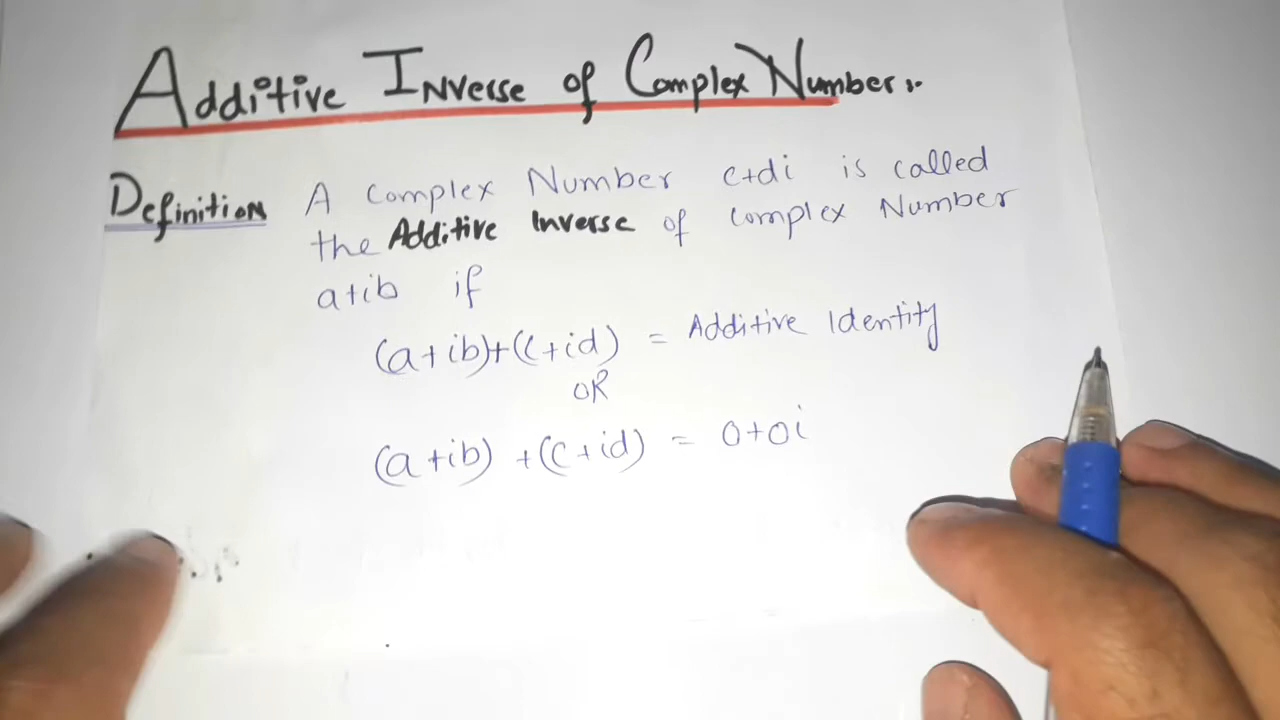 Additive Inverse of Complex Number:-
Definition A Complex Number c+di is called
the Additive Inverse of complex Number
a+ib if
(a+ib)+(c+id) = Additive Identity
OR
(a+ib) +(c+id) = 0+0i